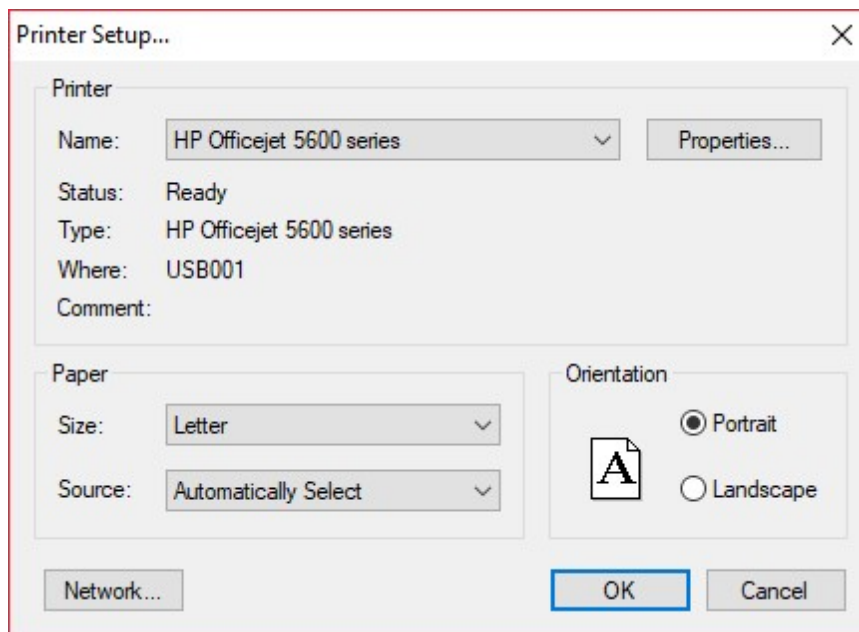 Printer Setup...
Printer
Name: HP Officejet 5600 series Properties...
Status: Ready
Type: HP Officejet 5600 series
Where: USB001
Comment:
Paper
Size: Letter
Source: Automatically Select
Orientation
A
Portrait
Landscape
Network... OK Cancel